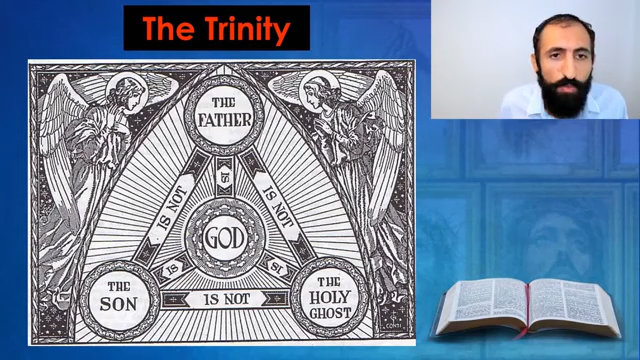 The Trinity
THE
FATHER
IS NOT
IS
IS NOT
GOD
IS
IS
THE
SON
IS NOT
THE
HOLY
GHOST